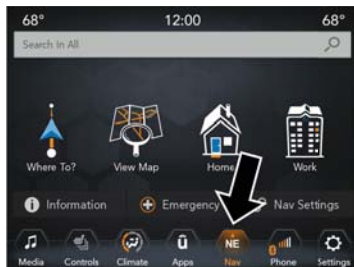 68° 12:00 68°
Search In All
Where To? View Map Home Work
Information Emergency Nav Settings
ū NE
Media Controls Climate Apps Nav Phone Settings